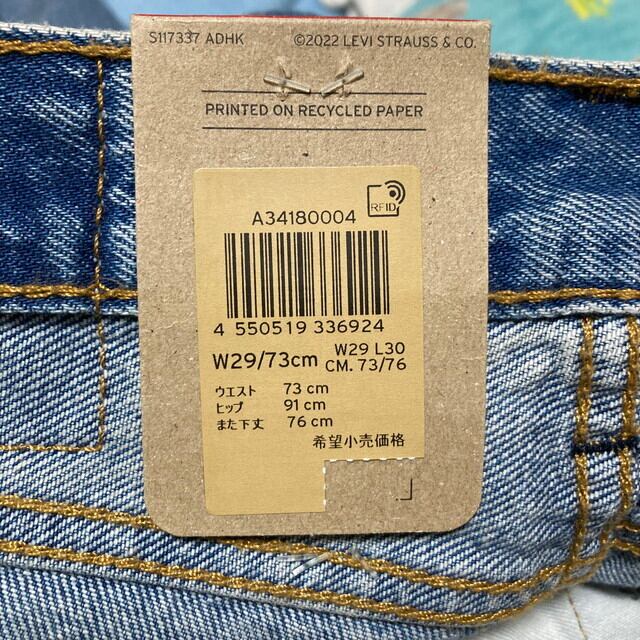 S117337 ADHK ©2022 LEVI STRAUSS & CO.
PRINTED ON RECYCLED PAPER
RFID
A34180004
4 550519 336924
W29/73cm W29 L30
CM. 73/76
ウエスト 73 cm
ヒップ 91 cm
また下丈 76 cm
希望小売価格